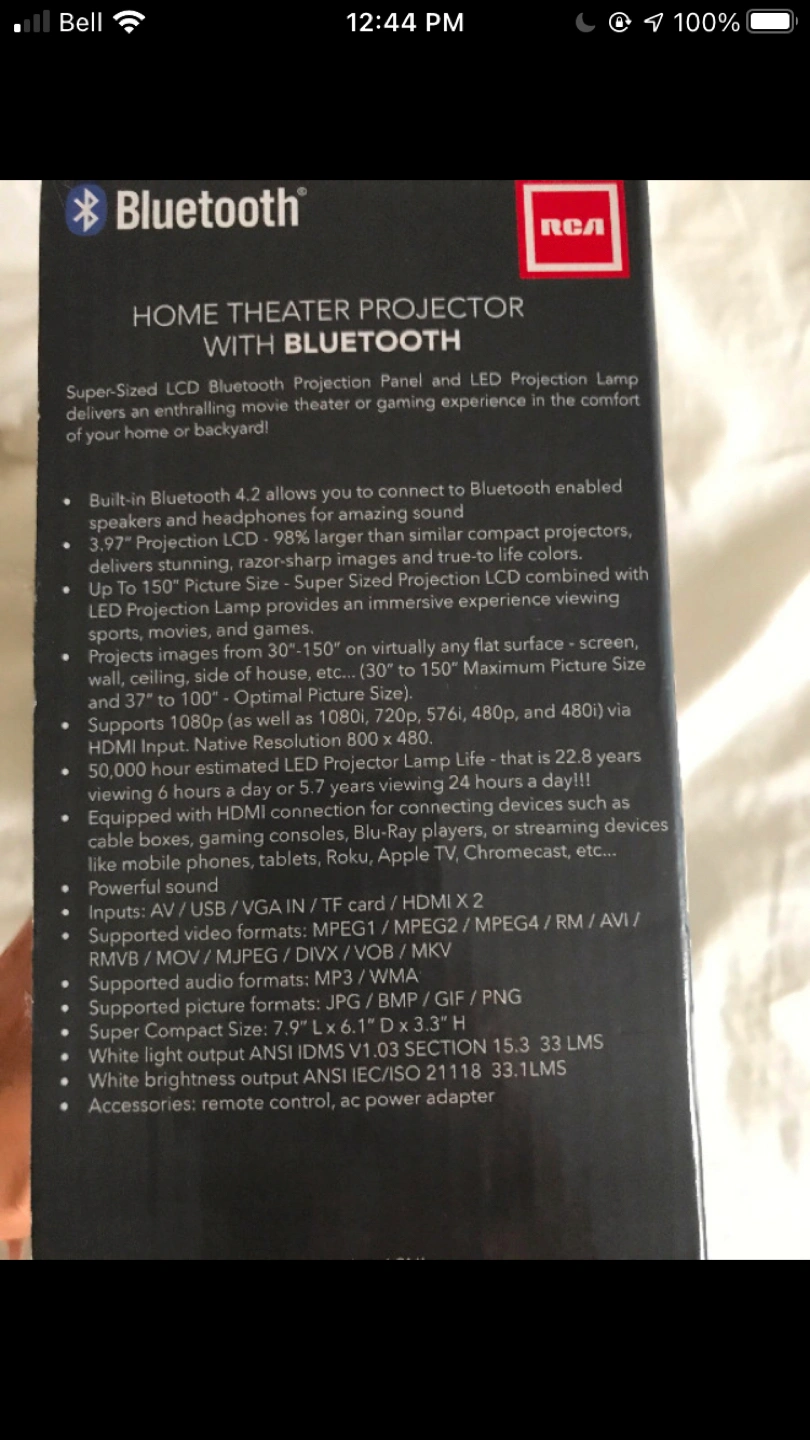 Bell 12:44 PM 100%
Bluetooth®
RCA
HOME THEATER PROJECTOR
WITH BLUETOOTH
Super-Sized LCD Bluetooth Projection Panel and LED Projection Lamp
delivers an enthralling movie theater or gaming experience in the comfort
of your home or backyard!
• Built-in Bluetooth 4.2 allows you to connect to Bluetooth enabled
speakers and headphones for amazing sound
• 3.97" Projection LCD - 98% larger than similar compact projectors,
delivers stunning, razor-sharp images and true-to life colors.
• Up To 150" Picture Size - Super Sized Projection LCD combined with
LED Projection Lamp provides an immersive experience viewing
sports, movies, and games.
• Projects images from 30"-150" on virtually any flat surface - screen,
wall, ceiling, side of house, etc... (30" to 150" Maximum Picture Size
and 37" to 100" - Optimal Picture Size).
• Supports 1080p (as well as 1080i, 720p, 576i, 480p, and 480i) via
HDMI Input. Native Resolution 800 x 480.
• 50,000 hour estimated LED Projector Lamp Life - that is 22.8 years
viewing 6 hours a day or 5.7 years viewing 24 hours a day!!!
• Equipped with HDMI connection for connecting devices such as
cable boxes, gaming consoles, Blu-Ray players, or streaming devices
like mobile phones, tablets, Roku, Apple TV, Chromecast, etc...
• Powerful sound
• Inputs: AV / USB / VGA IN / TF card / HDMI X 2
• Supported video formats: MPEG1 / MPEG2 / MPEG4 / RM / AVI /
RMVB / MOV / MJPEG / DIVX / VOB / MKV
• Supported audio formats: MP3 / WMA
• Supported picture formats: JPG / BMP / GIF / PNG
• Super Compact Size: 7.9" L x 6.1" D x 3.3" H
• White light output ANSI IDMS V1.03 SECTION 15.3 33 LMS
• White brightness output ANSI IEC/ISO 21118 33.1LMS
• Accessories: remote control, ac power adapter